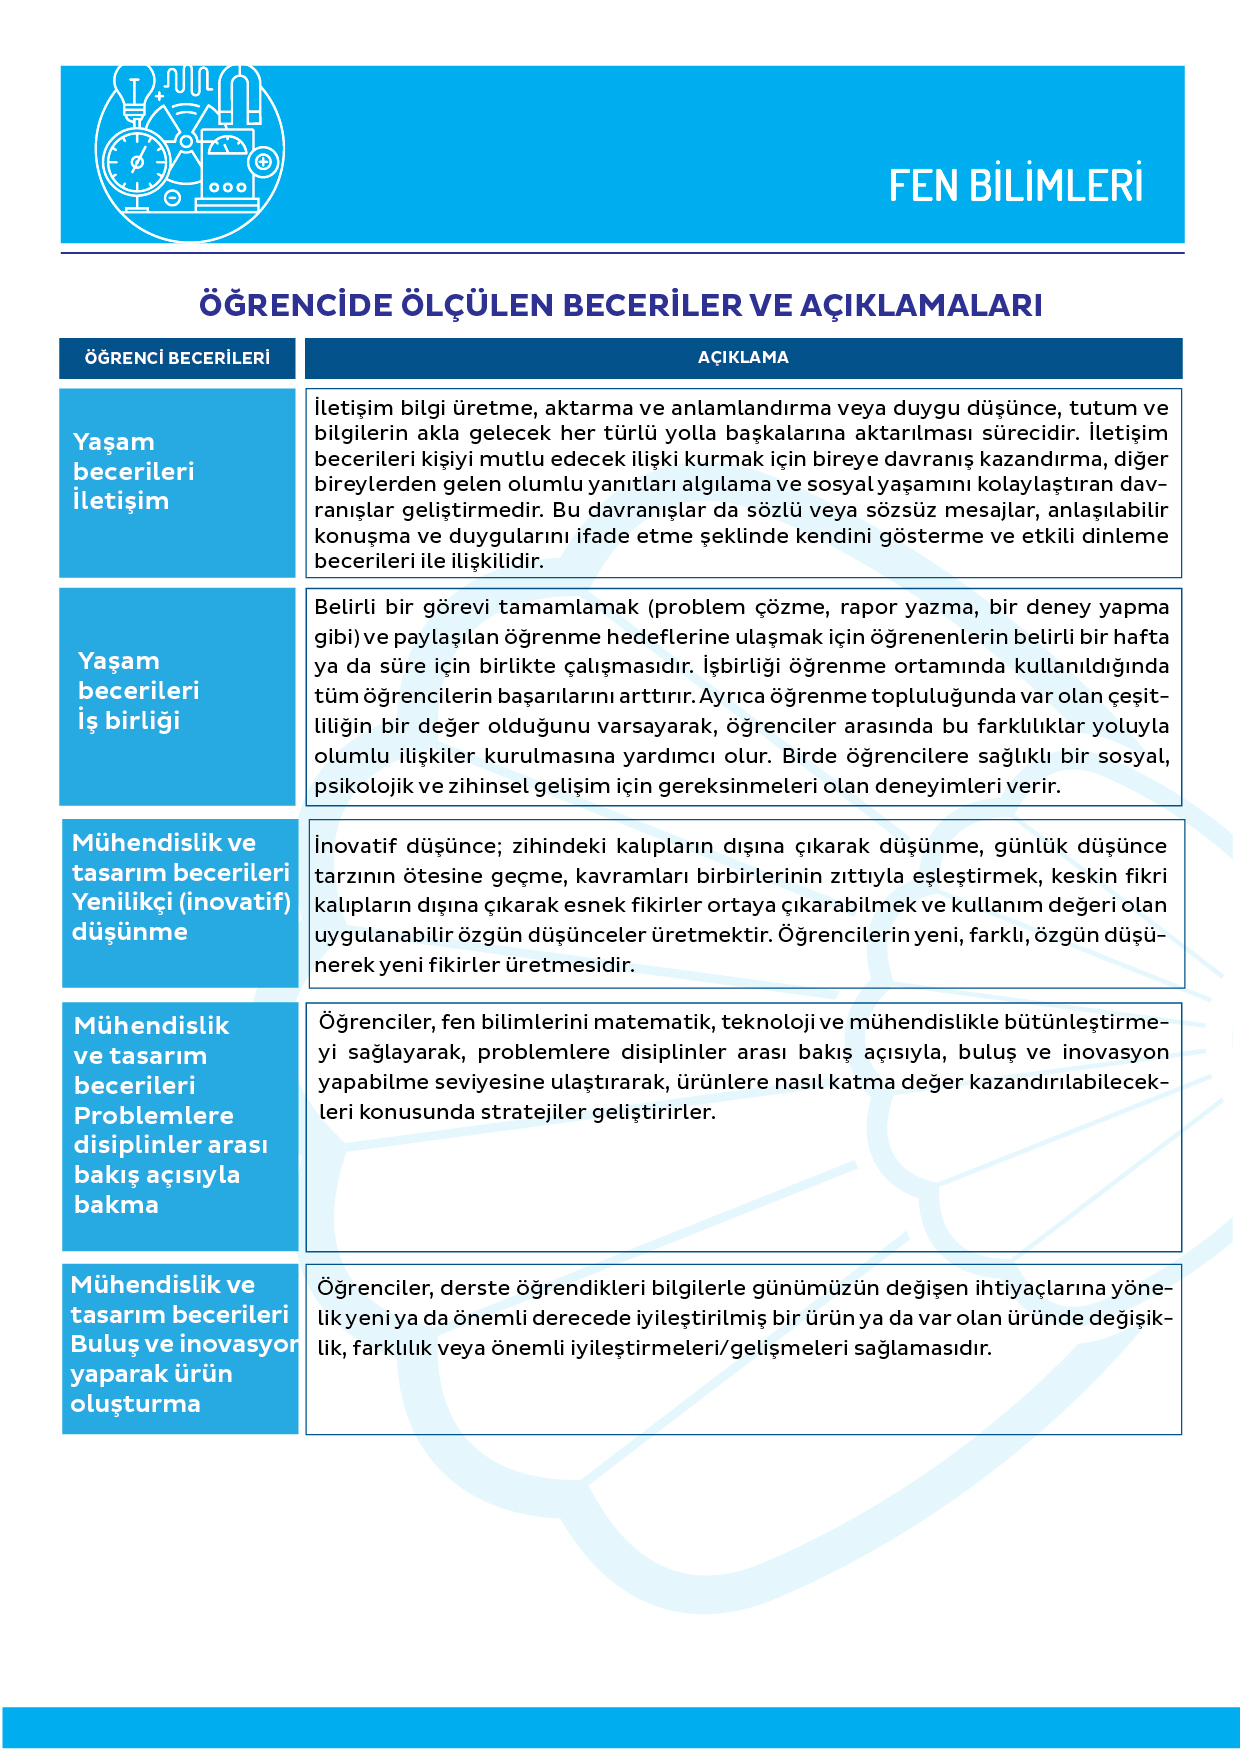 FEN BİLİMLERİ
ÖĞRENCİDE ÖLÇÜLEN BECERİLER VE AÇIKLAMALARI
ÖĞRENCİ BECERİLERİ
AÇIKLAMA
Yaşam
becerileri
İletişim
İletişim bilgi üretme, aktarma ve anlamlandırma veya duygu düşünce, tutum ve
bilgilerin akla gelecek her türlü yolla başkalarına aktarılması sürecidir. İletişim
becerileri kişiyi mutlu edecek ilişki kurmak için bireye davranış kazandırma, diğer
bireylerden gelen olumlu yanıtları algılama ve sosyal yaşamını kolaylaştıran dav-
ranışlar geliştirmedir. Bu davranışlar da sözlü veya sözsüz mesajlar, anlaşılabilir
konuşma ve duygularını ifade etme şeklinde kendini gösterme ve etkili dinleme
becerileri ile ilişkilidir.
Yaşam
becerileri
İş birliği
Belirli bir görevi tamamlamak (problem çözme, rapor yazma, bir deney yapma
gibi) ve paylaşılan öğrenme hedeflerine ulaşmak için öğrenenlerin belirli bir hafta
ya da süre için birlikte çalışmasıdır. İşbirliği öğrenme ortamında kullanıldığında
tüm öğrencilerin başarılarını arttırır. Ayrıca öğrenme topluluğunda var olan çeşit-
liliğin bir değer olduğunu varsayarak, öğrenciler arasında bu farklılıklar yoluyla
olumlu ilişkiler kurulmasına yardımcı olur. Birde öğrencilere sağlıklı bir sosyal,
psikolojik ve zihinsel gelişim için gereksinmeleri olan deneyimleri verir.
Mühendislik ve
tasarım becerileri
Yenilikçi (inovatif)
düşünme
İnovatif düşünce; zihindeki kalıpların dışına çıkarak düşünme, günlük düşünce
tarzının ötesine geçme, kavramları birbirlerinin zıttıyla eşleştirmek, keskin fikri
kalıpların dışına çıkarak esnek fikirler ortaya çıkarabilmek ve kullanım değeri olan
uygulanabilir özgün düşünceler üretmektir. Öğrencilerin yeni, farklı, özgün düşü-
nerek yeni fikirler üretmesidir.
Mühendislik
ve tasarım
becerileri
Problemlere
disiplinler arası
bakış açısıyla
bakma
Öğrenciler, fen bilimlerini matematik, teknoloji ve mühendislikle bütünleştirme-
yi sağlayarak, problemlere disiplinler arası bakış açısıyla, buluş ve inovasyon
yapabilme seviyesine ulaştırarak, ürünlere nasıl katma değer kazandırılabilecek-
leri konusunda stratejiler geliştirirler.
Mühendislik ve
tasarım becerileri
Buluş ve inovasyon
yaparak ürün
oluşturma
Öğrenciler, derste öğrendikleri bilgilerle günümüzün değişen ihtiyaçlarına yöne-
lik yeni ya da önemli derecede iyileştirilmiş bir ürün ya da var olan üründe değişik-
lik, farklılık veya önemli iyileştirmeleri/gelişmeleri sağlamasıdır.